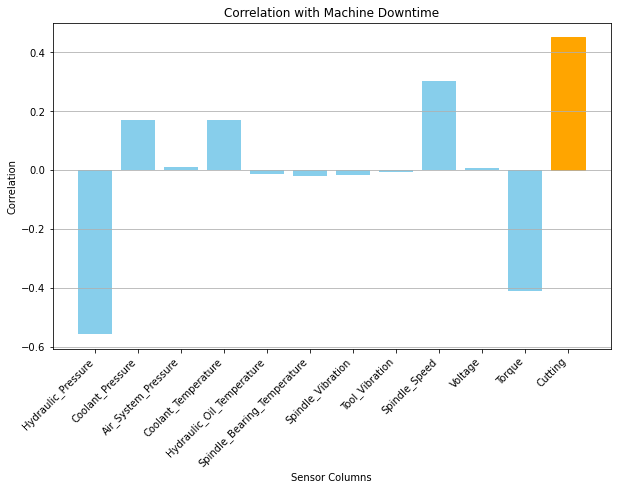 Correlation with Machine Downtime
Correlation
0.4
0.2
0.0
−0.2
−0.4
−0.6
Hydraulic_Pressure
Coolant_Pressure
Air_System_Pressure
Coolant_Temperature
Hydraulic_Oil_Temperature
Spindle_Bearing_Temperature
Spindle_Vibration
Tool_Vibration
Spindle_Speed
Voltage
Torque
Cutting
Sensor Columns